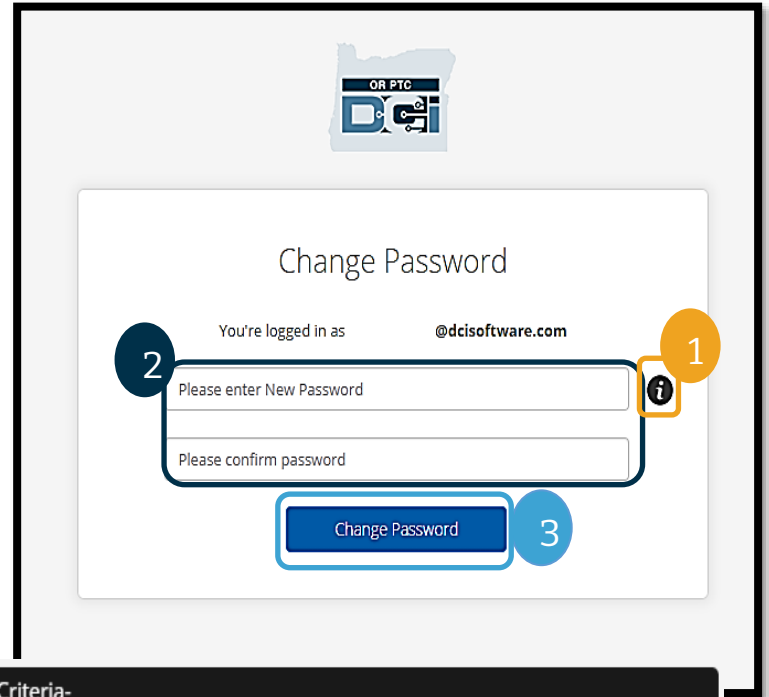 OR PTC
DCi
Change Password
You're logged in as @dcisoftware.com
1
2
Please enter New Password
i
Please confirm password
Change Password
3
Criteria-